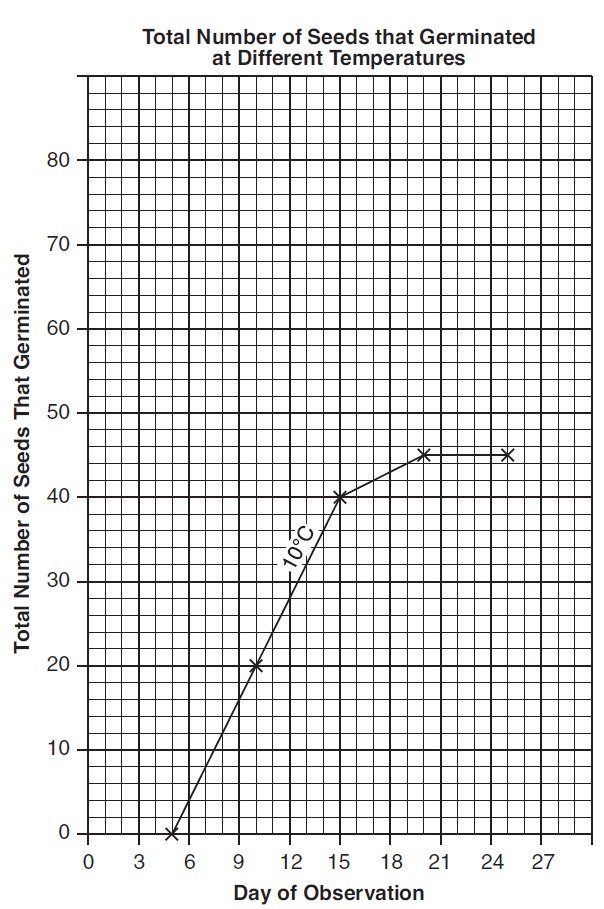 Total Number of Seeds that Germinated
at Different Temperatures
Total Number of Seeds That Germinated
80
70
60
50
40
30
20
10
0
10°C
0 3 6 9 12 15 18 21 24 27
Day of Observation